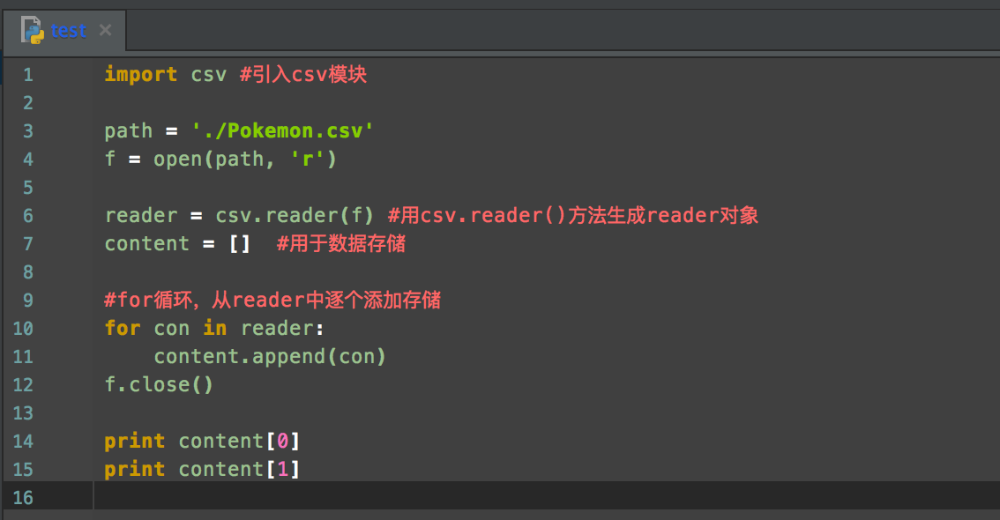 test
1 import csv #引入csv模块
2
3 path = './Pokemon.csv'
4 f = open(path, 'r')
5
6 reader = csv.reader(f) #用csv.reader()方法生成reader对象
7 content = []  #用于数据存储
8
9 #for循环，从reader中逐个添加存储
10 for con in reader:
11     content.append(con)
12 f.close()
13
14 print content[0]
15 print content[1]
16